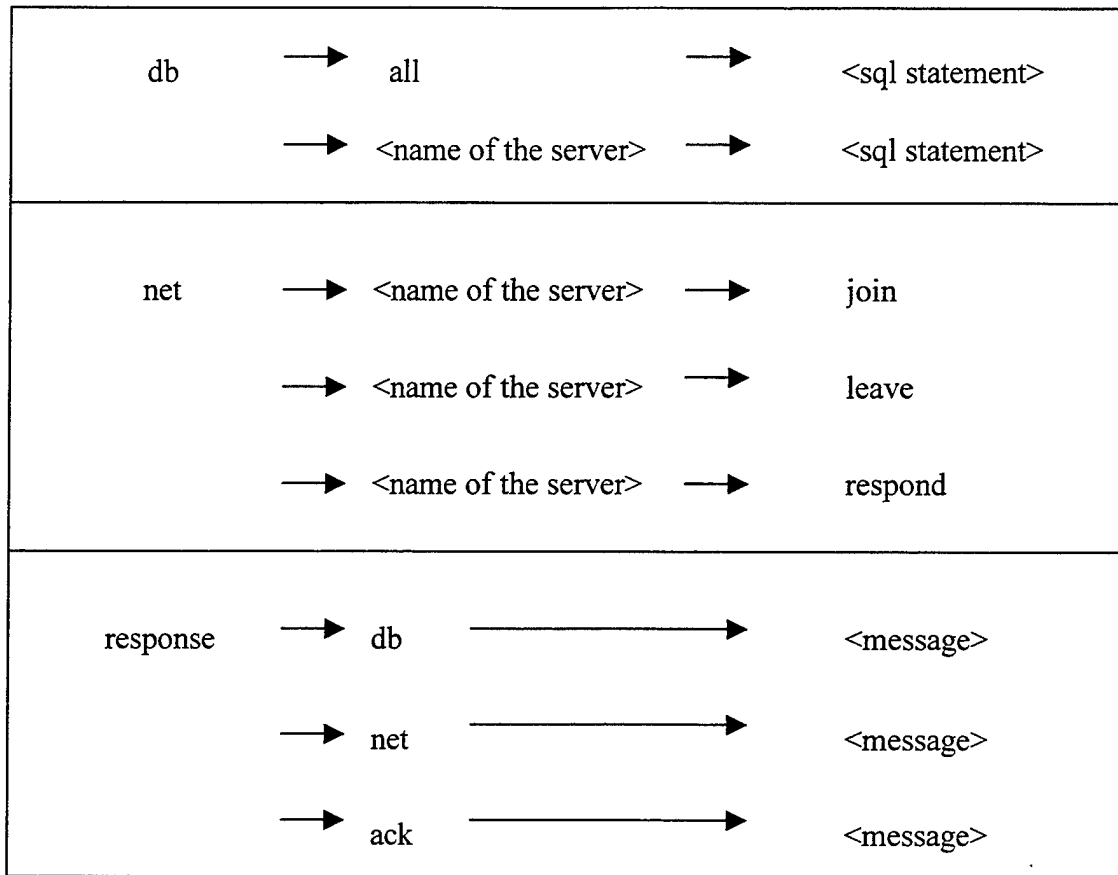 db all <sql statement>
<name of the server> <sql statement>
net <name of the server> join
<name of the server> leave
<name of the server> respond
response db <message>
net <message>
ack <message>